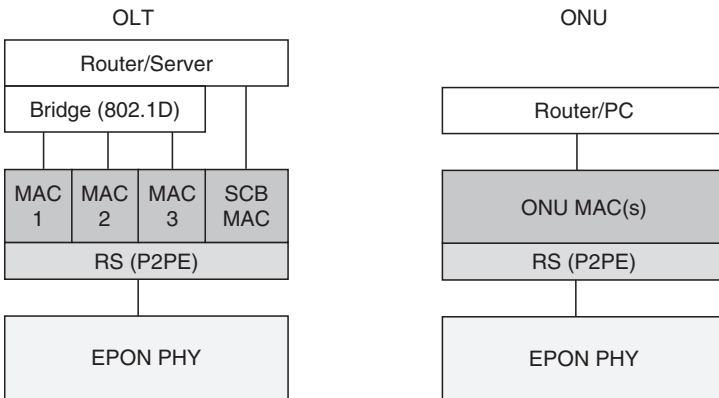 OLT
ONU
Router/Server
Bridge (802.1D)
Router/PC
MAC
1
MAC
2
MAC
3
SCB
MAC
ONU MAC(s)
RS (P2PE)
RS (P2PE)
EPON PHY
EPON PHY